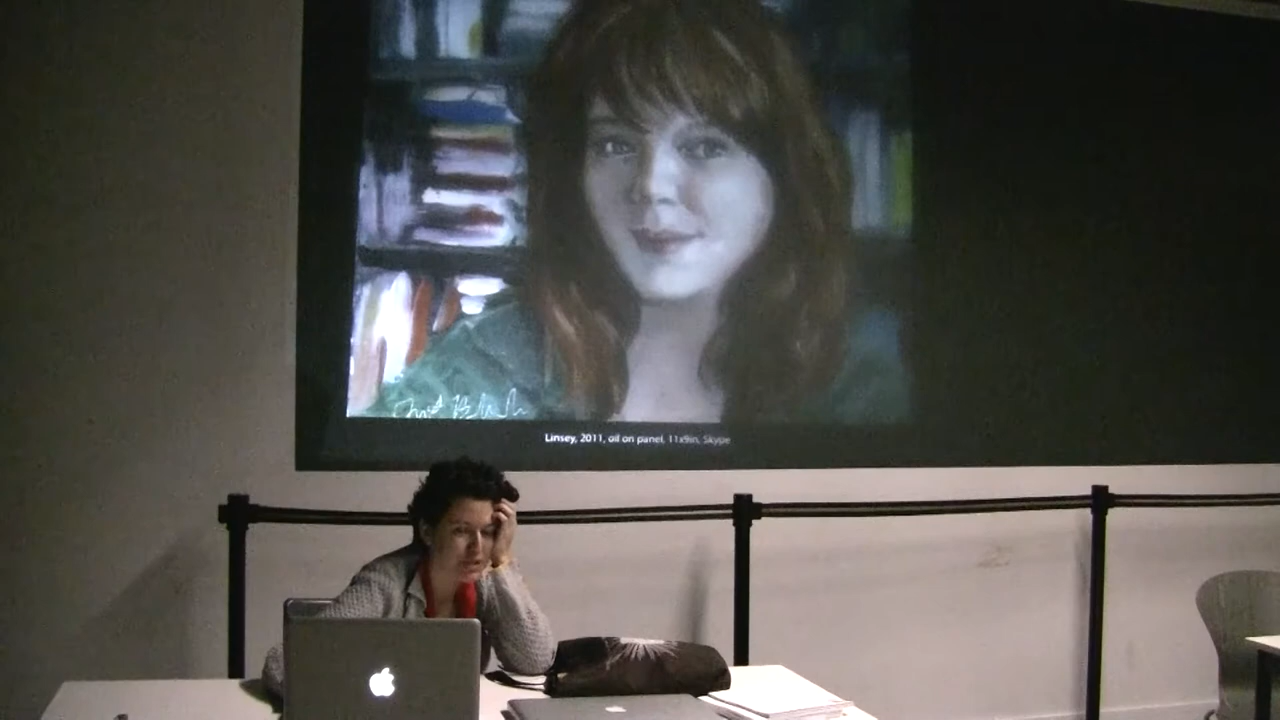 Linsey, 2011, oil on panel, 11x9in, Skype